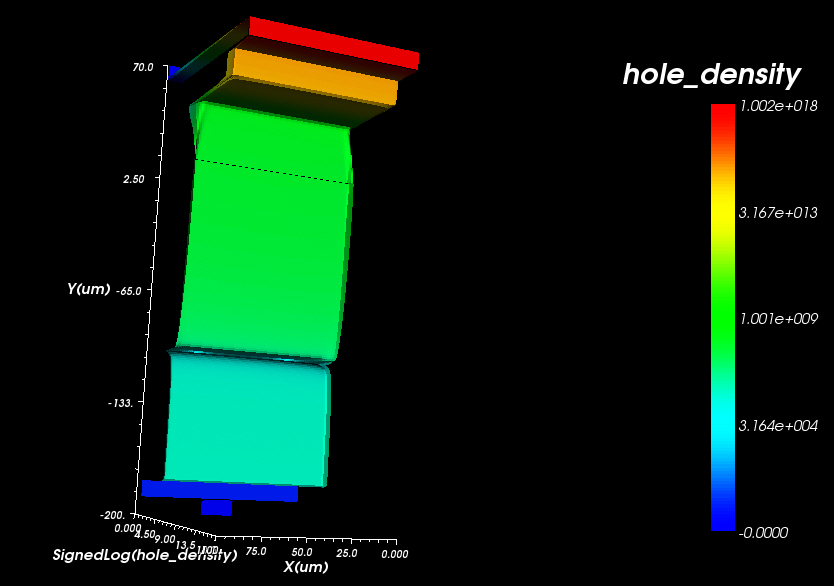 hole_density
1.002e+018
3.167e+013
1.001e+009
3.164e+004
-0.0000
70.0
2.50
Y(um) -65.0
-133.
-200.
0.000
4.50
9.00
13.5
SignedLog(hole_density)
75.0
50.0
25.0
0.000
X(um)